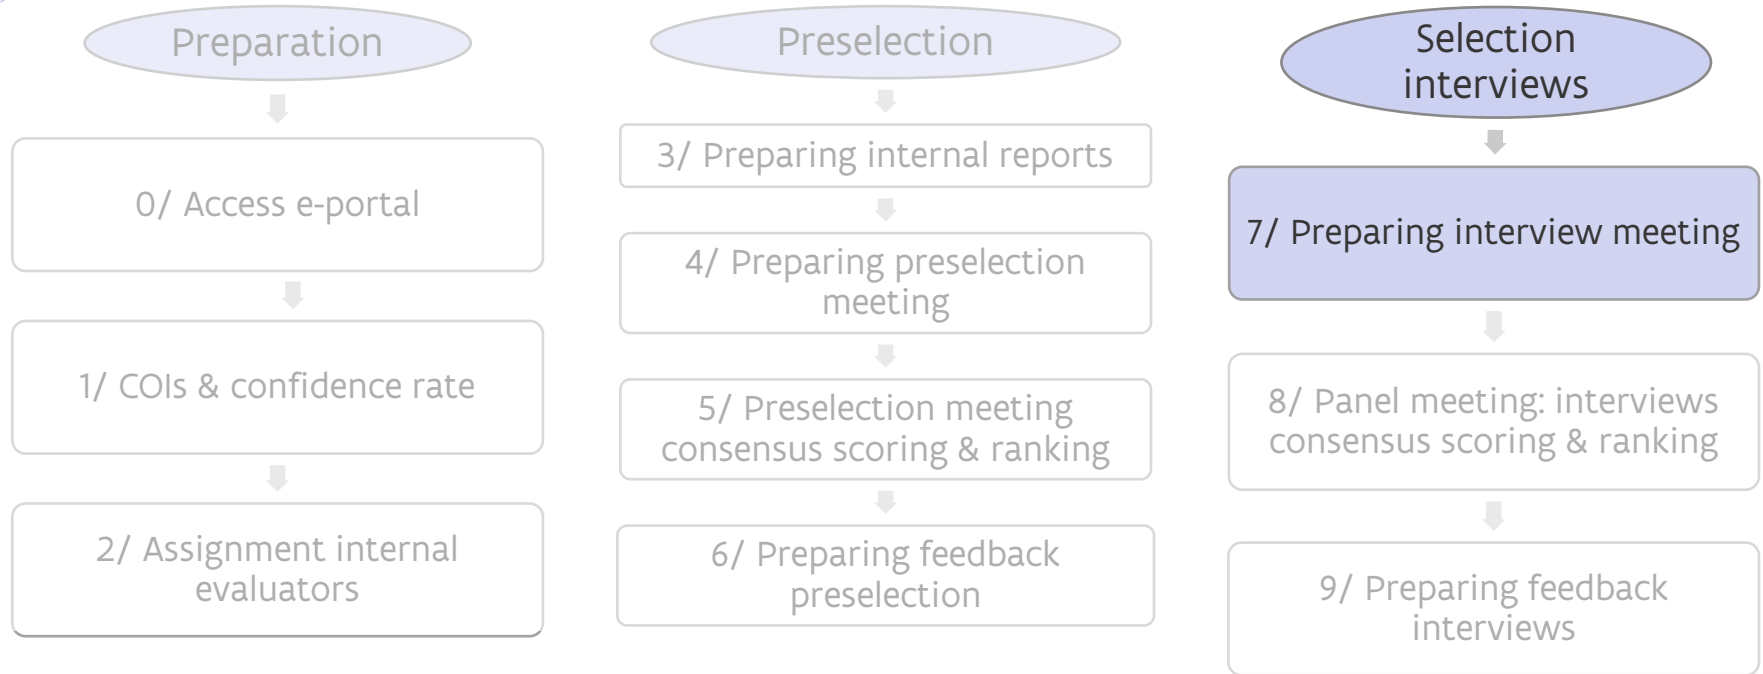 Preparation
0/ Access e-portal
1/ COIs & confidence rate
2/ Assignment internal
evaluators
Preselection
3/ Preparing internal reports
4/ Preparing preselection
meeting
5/ Preselection meeting
consensus scoring & ranking
6/ Preparing feedback
preselection
Selection
interviews
7/ Preparing interview meeting
8/ Panel meeting: interviews
consensus scoring & ranking
9/ Preparing feedback
interviews